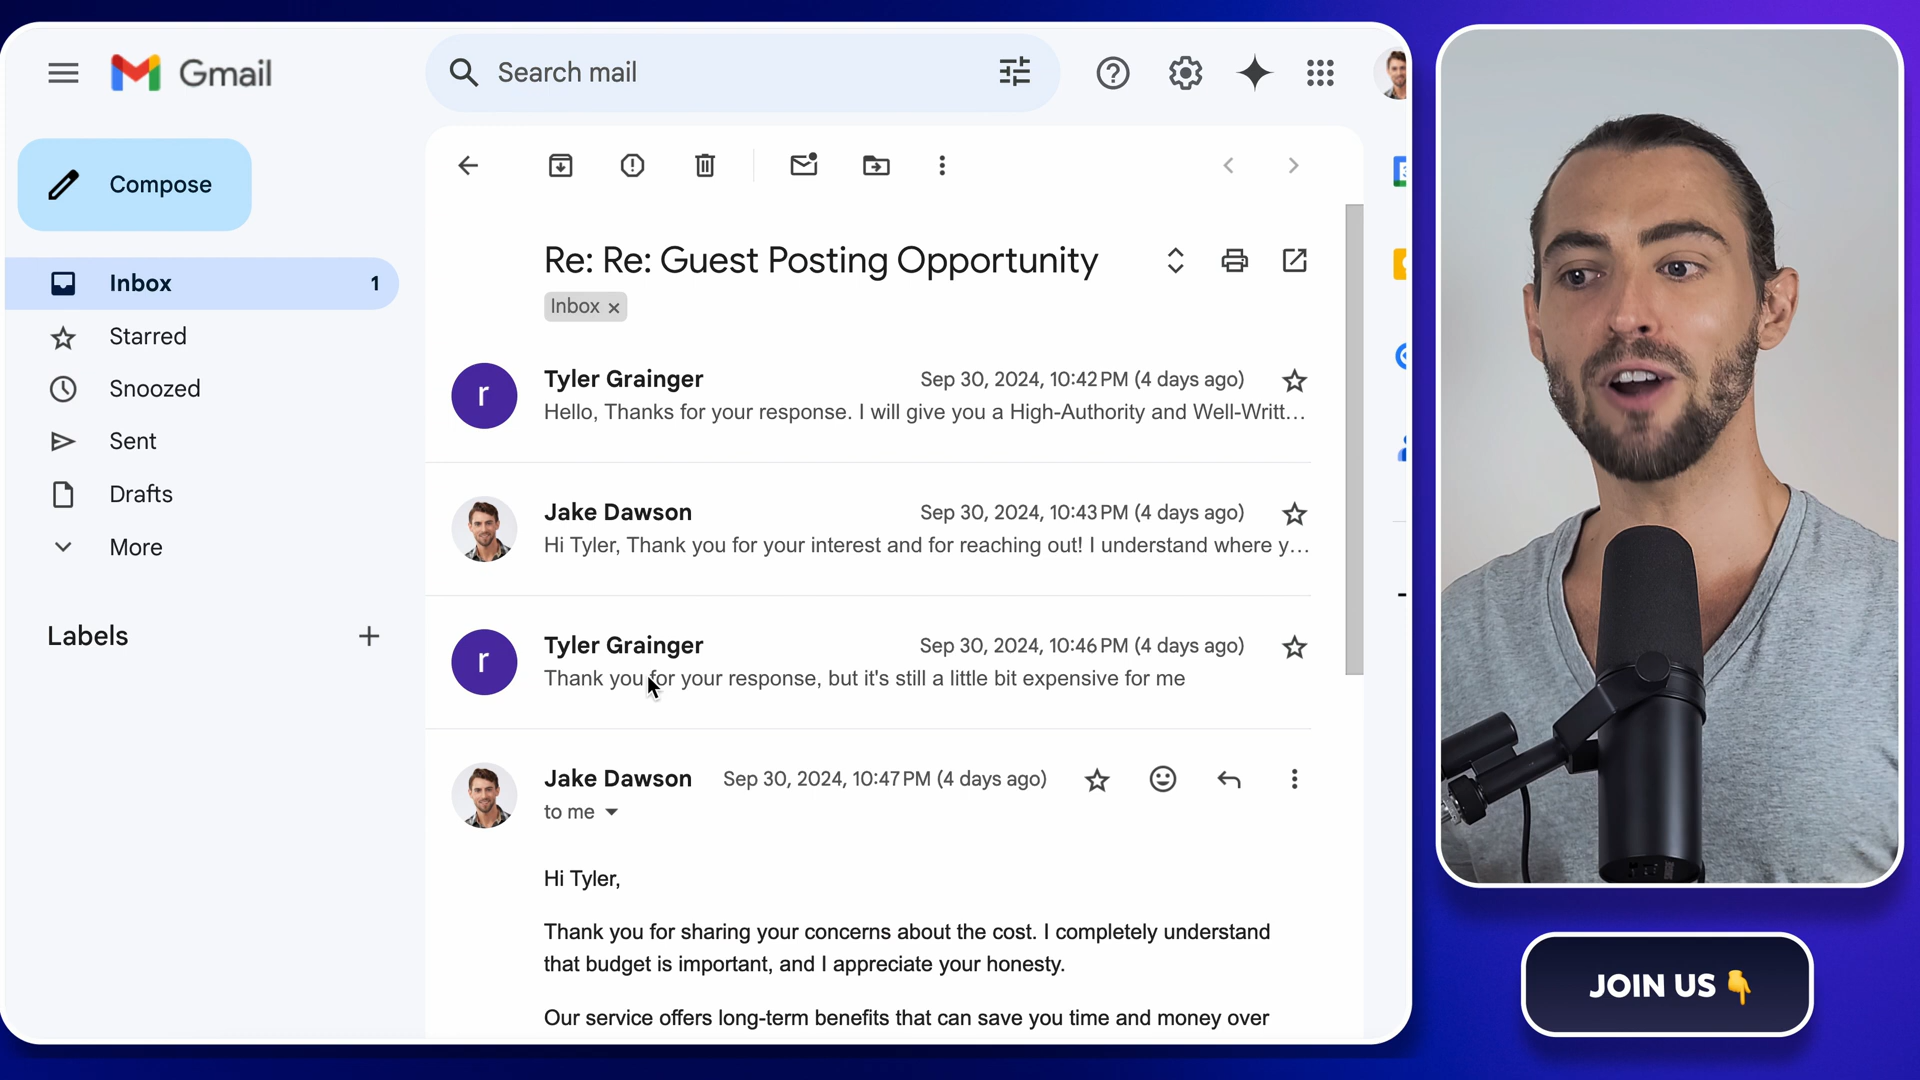 Gmail
Search mail
Compose
Inbox 1
Starred
Snoozed
Sent
Drafts
More
Labels
Re: Re: Guest Posting Opportunity
Inbox x
r
Tyler Grainger Sep 30, 2024, 10:42 PM (4 days ago)
Hello, Thanks for your response. I will give you a High-Authority and Well-Writt...
Jake Dawson Sep 30, 2024, 10:43 PM (4 days ago)
Hi Tyler, Thank you for your interest and for reaching out! I understand where y...
r
Tyler Grainger Sep 30, 2024, 10:46 PM (4 days ago)
Thank you for your response, but it's still a little bit expensive for me
Jake Dawson Sep 30, 2024, 10:47 PM (4 days ago)
to me
Hi Tyler,
Thank you for sharing your concerns about the cost. I completely understand
that budget is important, and I appreciate your honesty.
Our service offers long-term benefits that can save you time and money over
JOIN US 👇